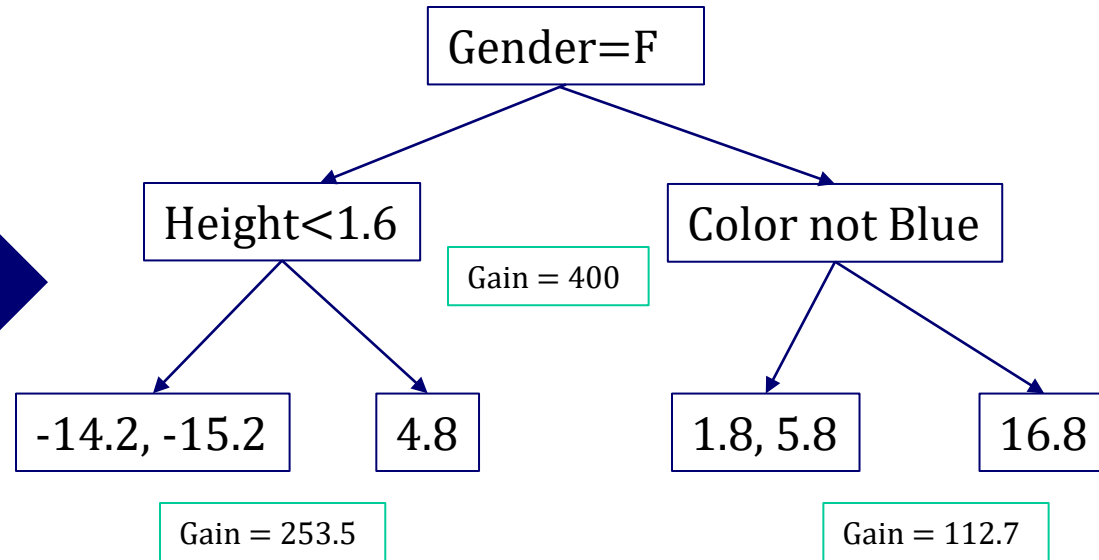 Gender=F
Height<1.6
Color not Blue
Gain = 400
-14.2, -15.2
4.8
1.8, 5.8
16.8
Gain = 253.5
Gain = 112.7